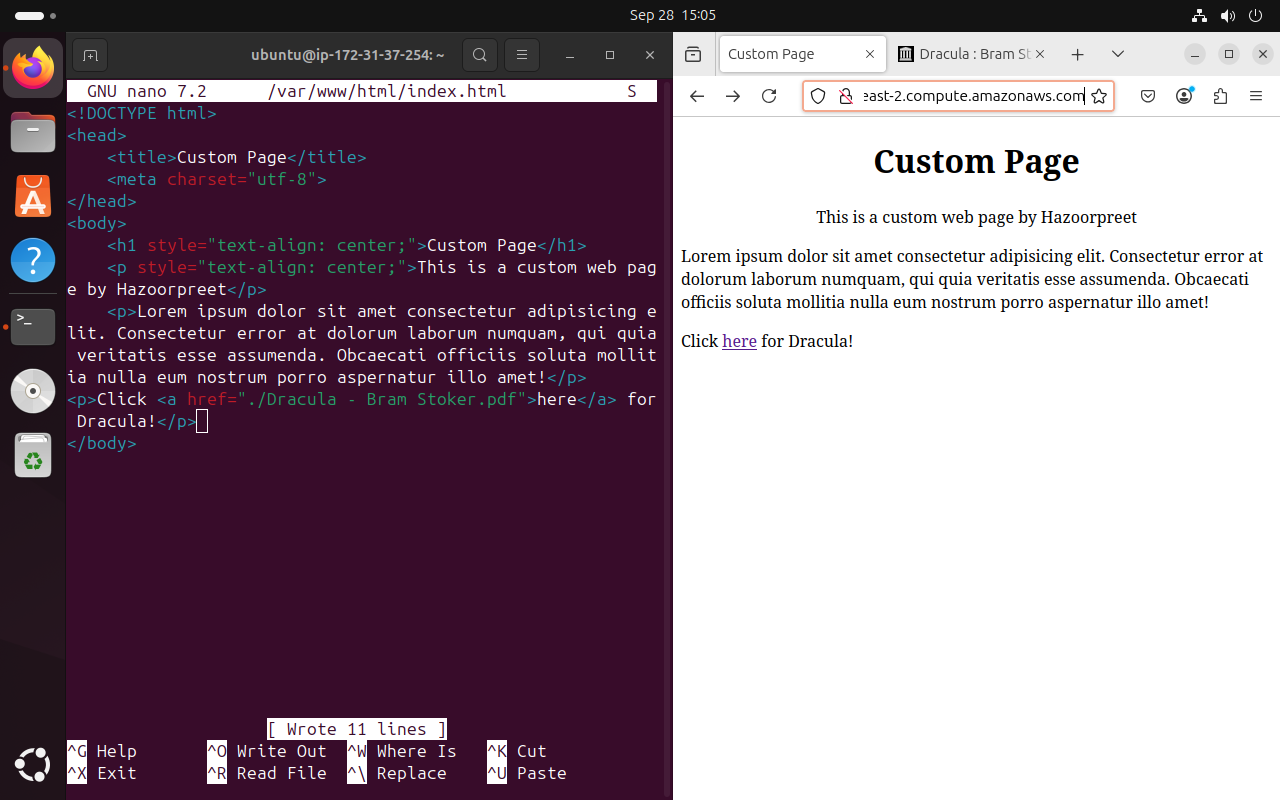 Sep 28  15:05
ubuntu@ip-172-31-37-254: ~
GNU nano 7.2      /var/www/html/index.html            S
<!DOCTYPE html>
<head>
    <title>Custom Page</title>
    <meta charset="utf-8">
</head>
<body>
    <h1 style="text-align: center;">Custom Page</h1>
    <p style="text-align: center;">This is a custom web pag
e by Hazoorpreet</p>
    <p>Lorem ipsum dolor sit amet consectetur adipisicing e
lit. Consectetur error at dolorum laborum numquam, qui quia
 veritatis esse assumenda. Obcaecati officiis soluta mollit
ia nulla eum nostrum porro aspernatur illo amet!</p>
<p>Click <a href="./Dracula - Bram Stoker.pdf">here</a> for
 Dracula!</p>
</body>
[ Wrote 11 lines ]
^G Help       ^O Write Out  ^W Where Is   ^K Cut
^X Exit       ^R Read File  ^\ Replace    ^U Paste
Custom Page
Dracula : Bram St
east-2.compute.amazonaws.com
Custom Page
This is a custom web page by Hazoorpreet
Lorem ipsum dolor sit amet consectetur adipisicing elit. Consectetur error at
dolorum laborum numquam, qui quia veritatis esse assumenda. Obcaecati
officiis soluta mollitia nulla eum nostrum porro aspernatur illo amet!
Click here for Dracula!